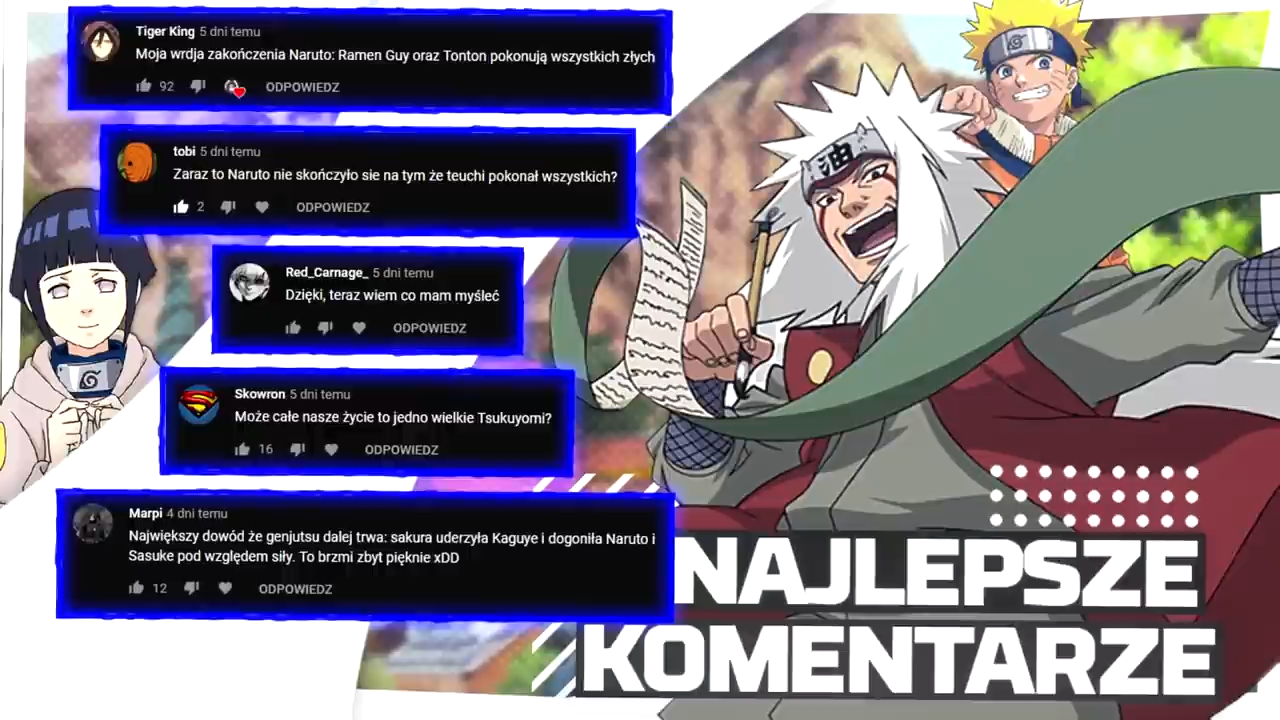 Tiger King 5 dni temu
Moja wrdja zakończenia Naruto: Ramen Guy oraz Tonton pokonują wszystkich złych
92 ODPOWIEDZ
tobi 5 dni temu
Zaraz to Naruto nie skończyło sie na tym że teuchi pokonał wszystkich?
2 ODPOWIEDZ
Red_Carnage_ 5 dni temu
Dzięki, teraz wiem co mam myśleć
ODPOWIEDZ
Skowron 5 dni temu
Może całe nasze życie to jedno wielkie Tsukuyomi?
16 ODPOWIEDZ
Marpi 4 dni temu
Największy dowód że genjutsu dalej trwa: sakura uderzyła Kaguye i dogoniła Naruto i
Sasuke pod względem siły. To brzmi zbyt pięknie xDD
12 ODPOWIEDZ
油
NAJLEPSZE
KOMENTARZE